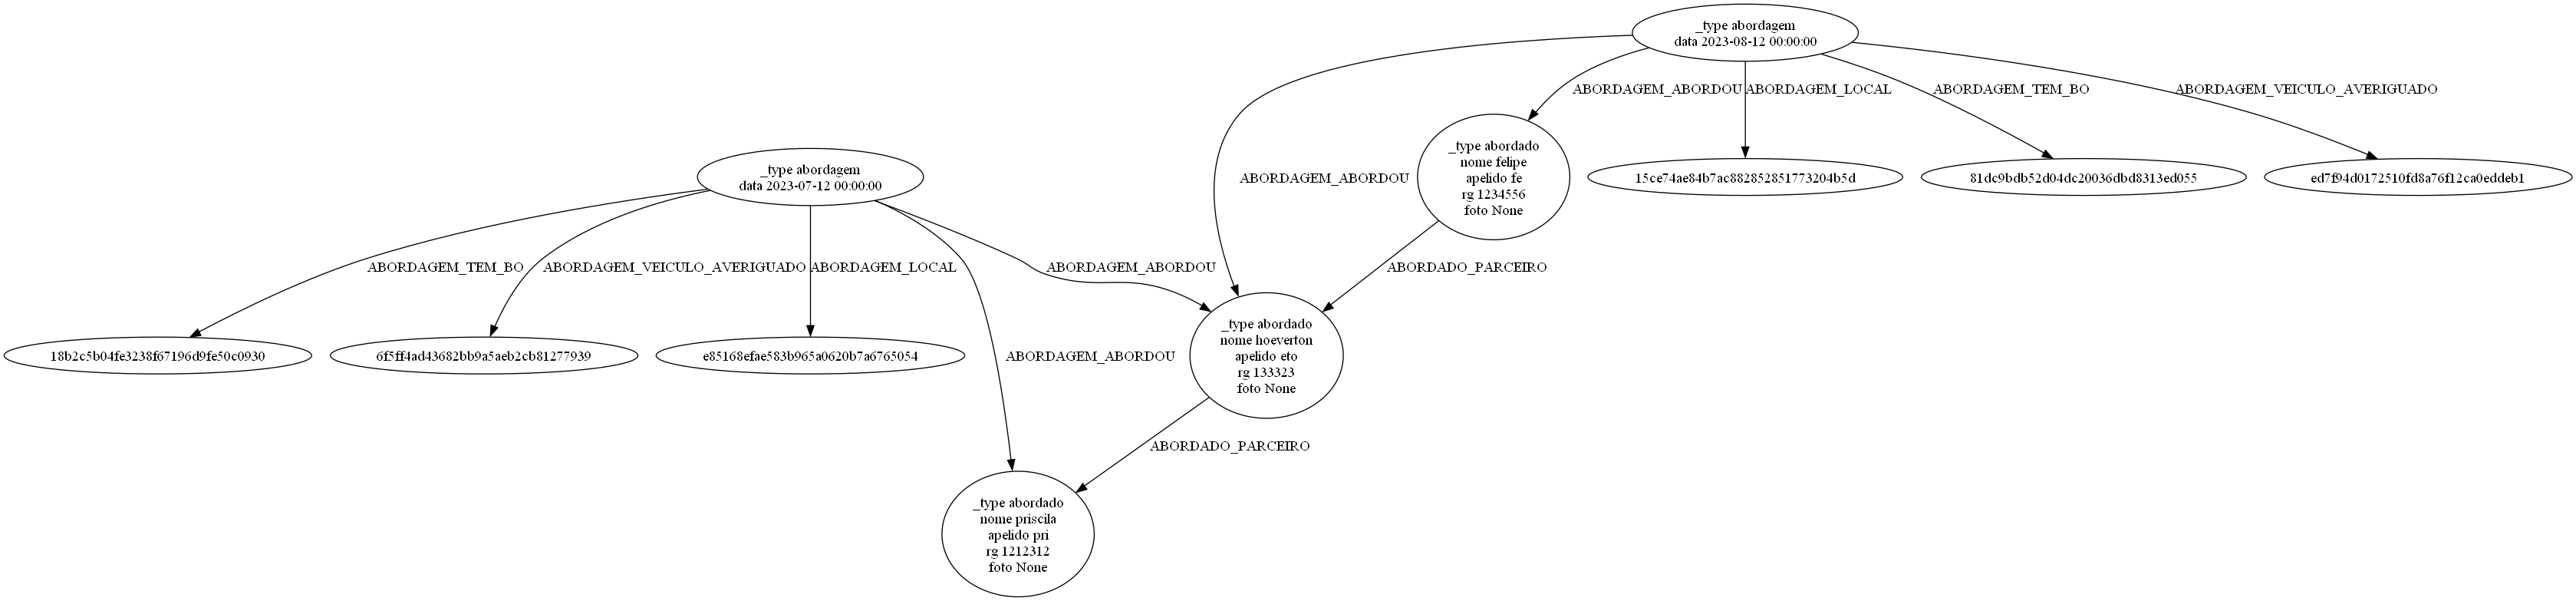 _type abordagem
data 2023-08-12 00:00:00
ABORDAGEM_ABORDOU
ABORDAGEM_LOCAL
ABORDAGEM_TEM_BO
ABORDAGEM_VEICULO_AVERIGUADO
_type abordagem
data 2023-07-12 00:00:00
ABORDAGEM_ABORDOU
_type abordado
nome felipe
apelido fe
rg 1234556
foto None
15ce74ae84b7ac882852851773204b5d
81dc9bdb52d04dc20036dbd8313ed055
ed7f94d0172510fd8a76f12ca0eddeb1
ABORDAGEM_TEM_BO
ABORDAGEM_VEICULO_AVERIGUADO
ABORDAGEM_LOCAL
ABORDAGEM_ABORDOU
ABORDADO_PARCEIRO
18b2c5b04fe3238f67196d9fe50c0930
6f5ff4ad43682bb9a5aeb2cb81277939
e85168efae583b965a0620b7a6765054
ABORDAGEM_ABORDOU
_type abordado
nome hoeverton
apelido eto
rg 133323
foto None
ABORDADO_PARCEIRO
_type abordado
nome priscila
apelido pri
rg 1212312
foto None